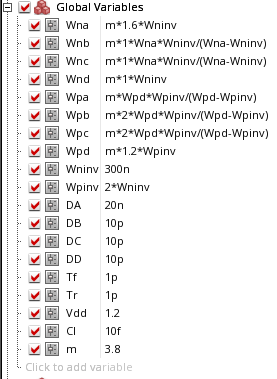 Global Variables
Wna m*1.6*Wninv
Wnb m*1*Wna*Wninv/(Wna-Wninv)
Wnc m*1*Wna*Wninv/(Wna-Wninv)
Wnd m*1*Wninv
Wpa m*Wpd*Wpinv/(Wpd-Wpinv)
Wpb m*2*Wpd*Wpinv/(Wpd-Wpinv)
Wpc m*2*Wpd*Wpinv/(Wpd-Wpinv)
Wpd m*1.2*Wpinv
Wninv 300n
Wpinv 2*Wninv
DA 20n
DB 10p
DC 10p
DD 10p
Tf 1p
Tr 1p
Vdd 1.2
Cl 10f
m 3.8
Click to add variable